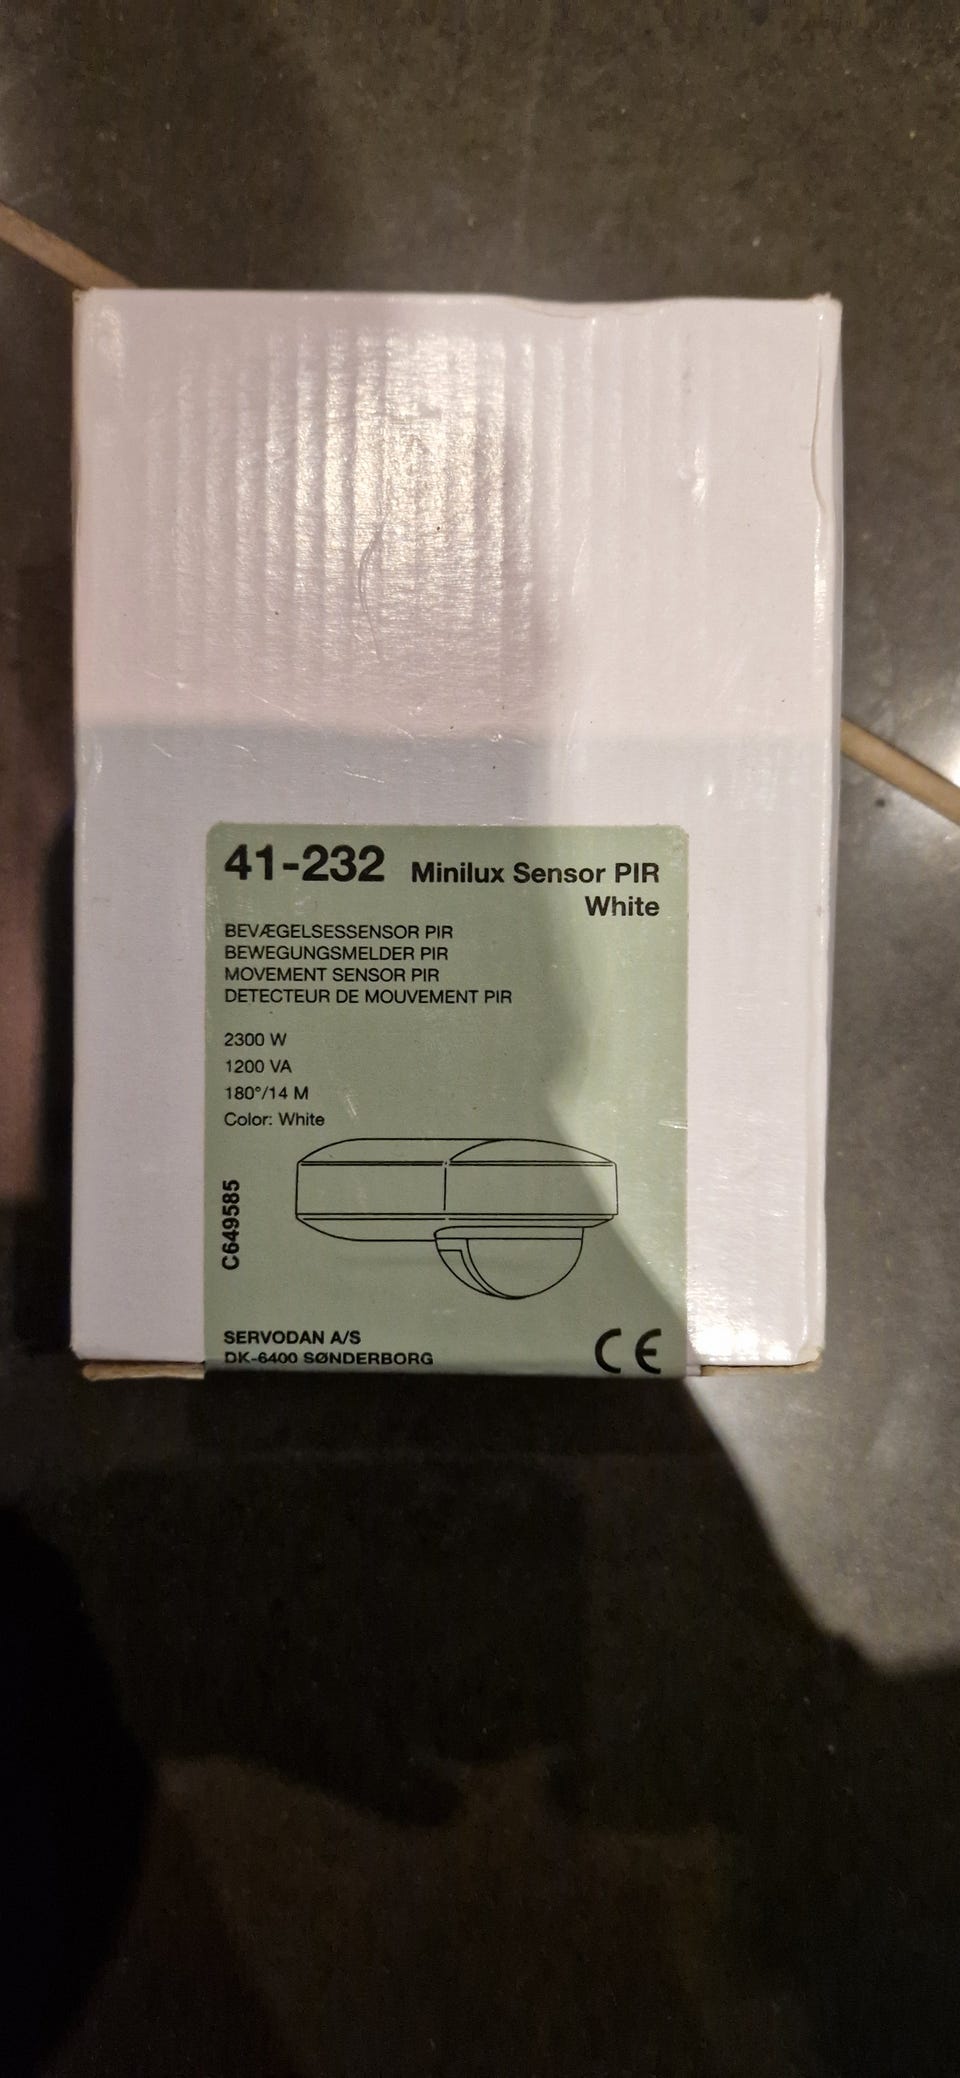 41-232 Minilux Sensor PIR
White
BEVÆGELSESSENSOR PIR
BEWEGUNGSMELDER PIR
MOVEMENT SENSOR PIR
DETECTEUR DE MOUVEMENT PIR
2300 W
1200 VA
180°/14 M
Color: White
C649585
SERVODAN A/S
DK-6400 SØNDERBORG
CE